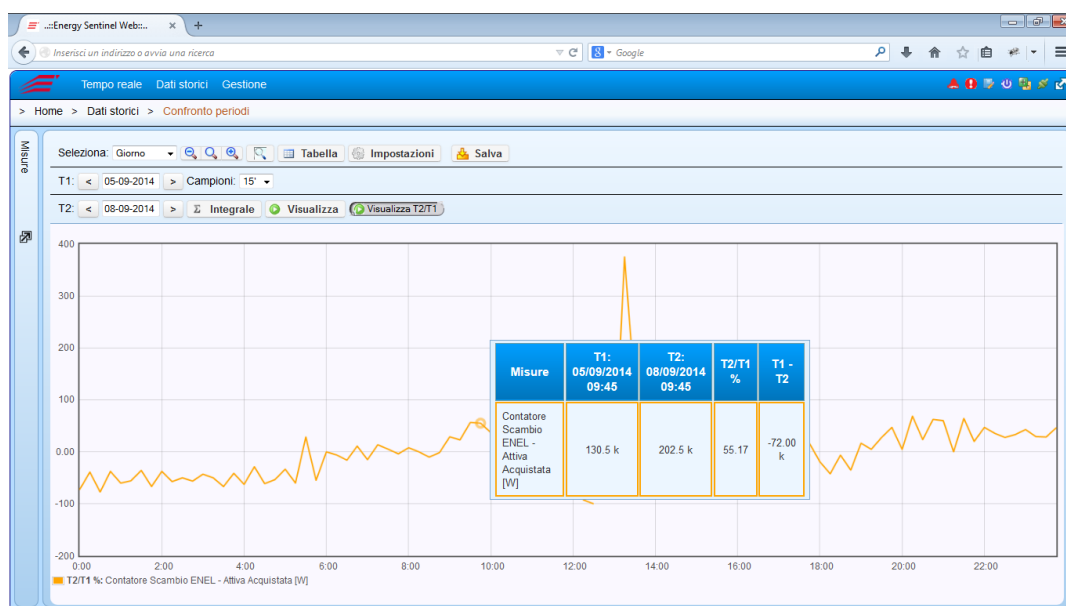 ..::Energy Sentinel Web::.. × +
Inserisci un indirizzo o avvia una ricerca
8 Google
Tempo reale Dati storici Gestione
> Home > Dati storici > Confronto periodi
Misure
Seleziona: Giorno Tabella Impostazioni Salva
T1: < 05-09-2014 > Campioni: 15'
T2: < 08-09-2014 > Σ Integrale Visualizza Visualizza T2/T1
400
300
200
100
0.00
-100
-200
Misure T1: 05/09/2014 09:45 T2: 08/09/2014 09:45 T2/T1 % T1 - T2
Contatore
Scambio
ENEL -
Attiva
Acquistata
[W]
130.5 k 202.5 k 55.17 -72.00 k
0:00 2:00 4:00 6:00 8:00 10:00 12:00 14:00 16:00 18:00 20:00 22:00
T2/T1 %: Contatore Scambio ENEL - Attiva Acquistata [W]